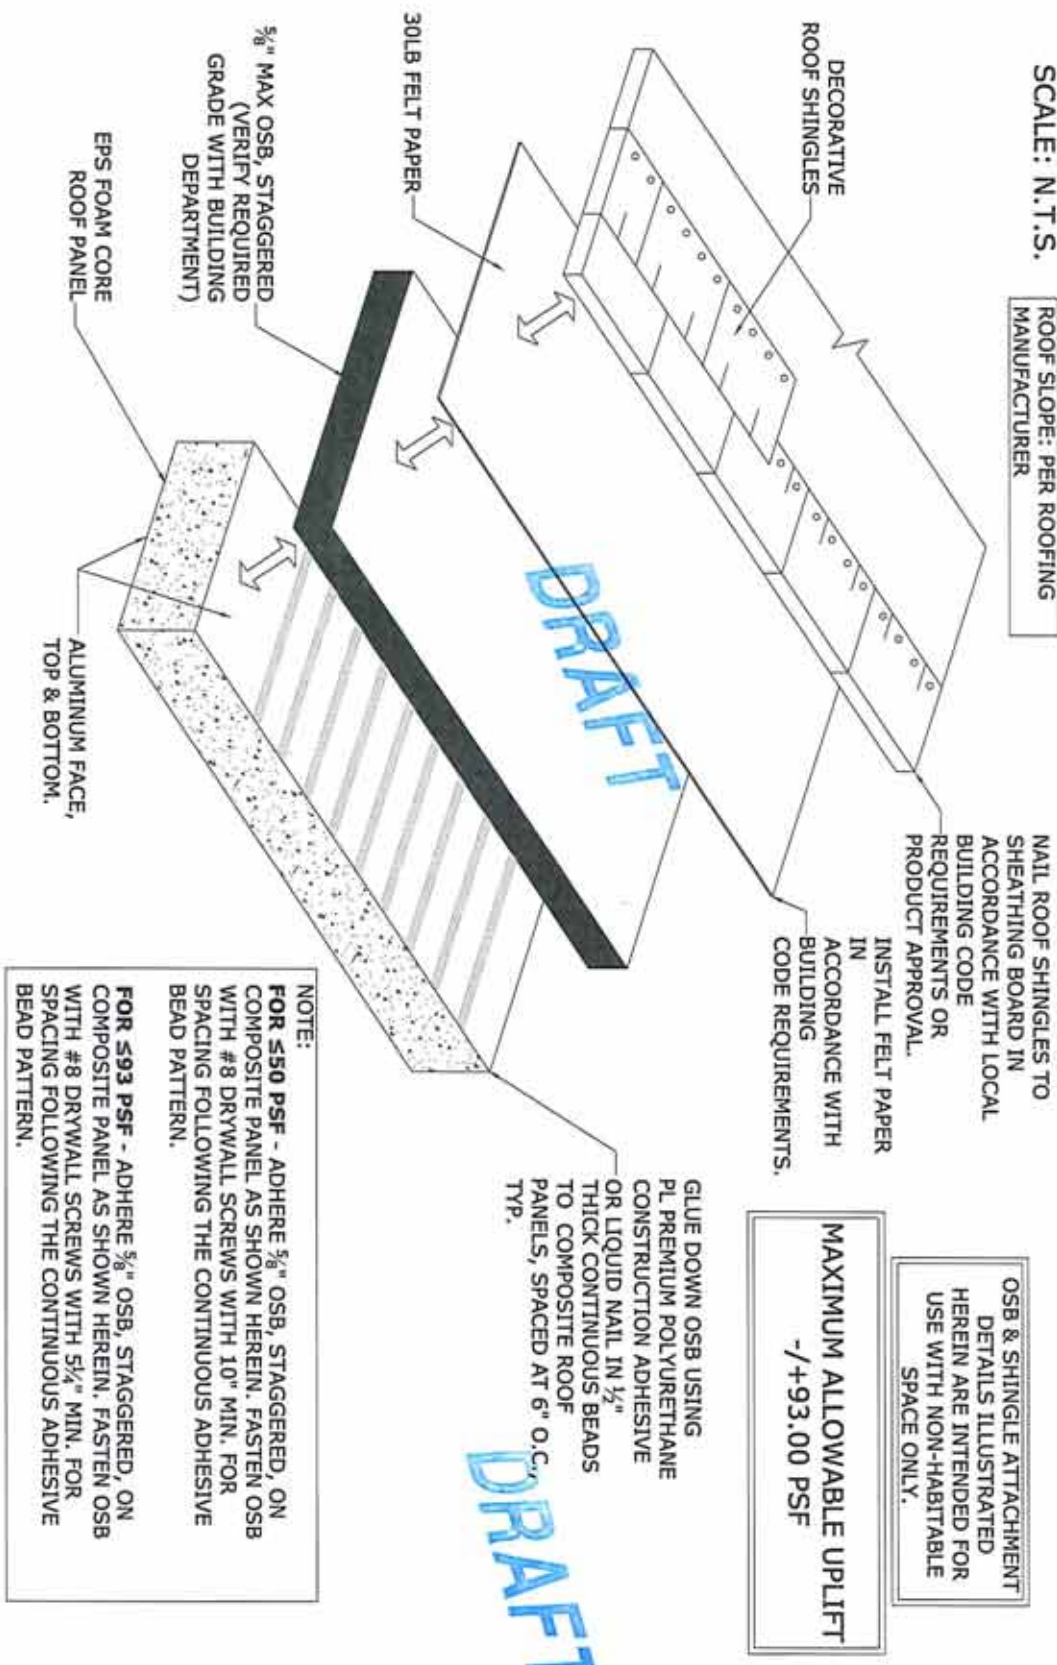 SCALE: N.T.S.
ROOF SLOPE: PER ROOFING
MANUFACTURER
DECORATIVE
ROOF SHINGLES
30LB FELT PAPER
⅝" MAX OSB, STAGGERED
(VERIFY REQUIRED
GRADE WITH BUILDING
DEPARTMENT)
EPS FOAM CORE
ROOF PANEL
ALUMINUM FACE,
TOP & BOTTOM.
NAIL ROOF SHINGLES TO
SHEATHING BOARD IN
ACCORDANCE WITH LOCAL
BUILDING CODE
REQUIREMENTS OR
PRODUCT APPROVAL.
INSTALL FELT PAPER
IN
ACCORDANCE WITH
BUILDING
CODE REQUIREMENTS.
GLUE DOWN OSB USING
PL PREMIUM POLYURETHANE
CONSTRUCTION ADHESIVE
OR LIQUID NAIL IN ½"
THICK CONTINUOUS BEADS
TO COMPOSITE ROOF
PANELS, SPACED AT 6" O.C.,
TYP.
OSB & SHINGLE ATTACHMENT
DETAILS ILLUSTRATED
HEREIN ARE INTENDED FOR
USE WITH NON-HABITABLE
SPACE ONLY.
MAXIMUM ALLOWABLE UPLIFT
-/+93.00 PSF
NOTE:
FOR ≤50 PSF - ADHERE ⅝" OSB, STAGGERED, ON
COMPOSITE PANEL AS SHOWN HEREIN. FASTEN OSB
WITH #8 DRYWALL SCREWS WITH 10" MIN. FOR
SPACING FOLLOWING THE CONTINUOUS ADHESIVE
BEAD PATTERN.
FOR ≤93 PSF - ADHERE ⅝" OSB, STAGGERED, ON
COMPOSITE PANEL AS SHOWN HEREIN. FASTEN OSB
WITH #8 DRYWALL SCREWS WITH 5¼" MIN. FOR
SPACING FOLLOWING THE CONTINUOUS ADHESIVE
BEAD PATTERN.
DRAFT
DRAFT